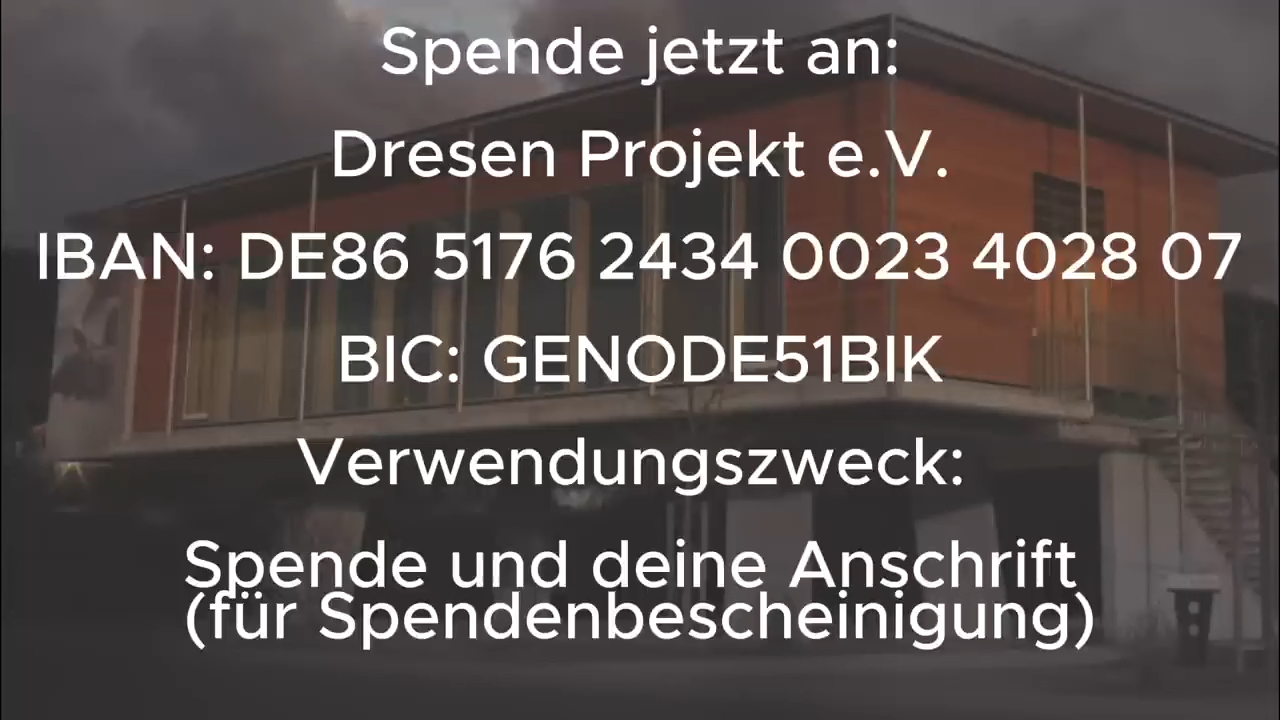 Spende jetzt an:
Dresen Projekt e.V.
IBAN: DE86 5176 2434 0023 4028 07
BIC: GENODE51BIK
Verwendungszweck:
Spende und deine Anschrift
(für Spendenbescheinigung)